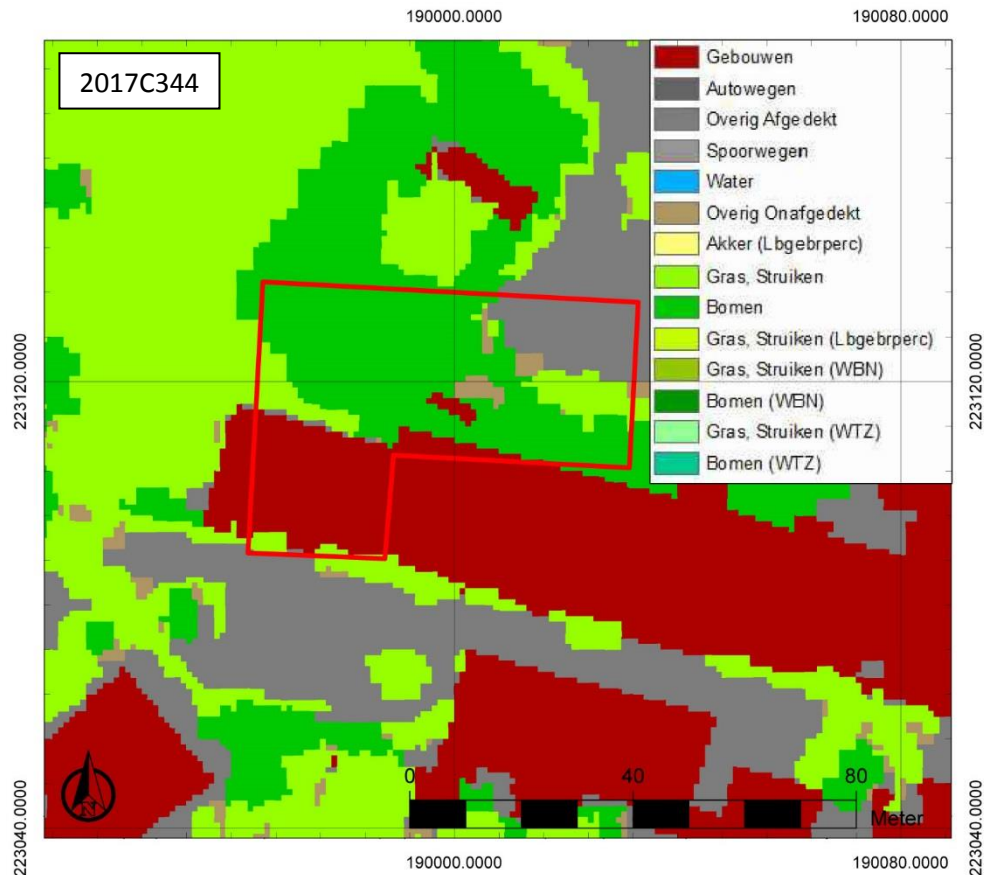 190000.0000
190080.0000
2017C344
Gebouwen
Autowegen
Overig Afgedekt
Spoorwegen
Water
Overig Onafgedekt
Akker (Lbgebrperc)
Gras, Struiken
Bomen
Gras, Struiken (Lbgebrperc)
Gras, Struiken (WBN)
Bomen (WBN)
Gras, Struiken (WTZ)
Bomen (WTZ)
223120.0000
223120.0000
N
0
40
80
Meter
223040.0000
223040.0000
190000.0000
190080.0000